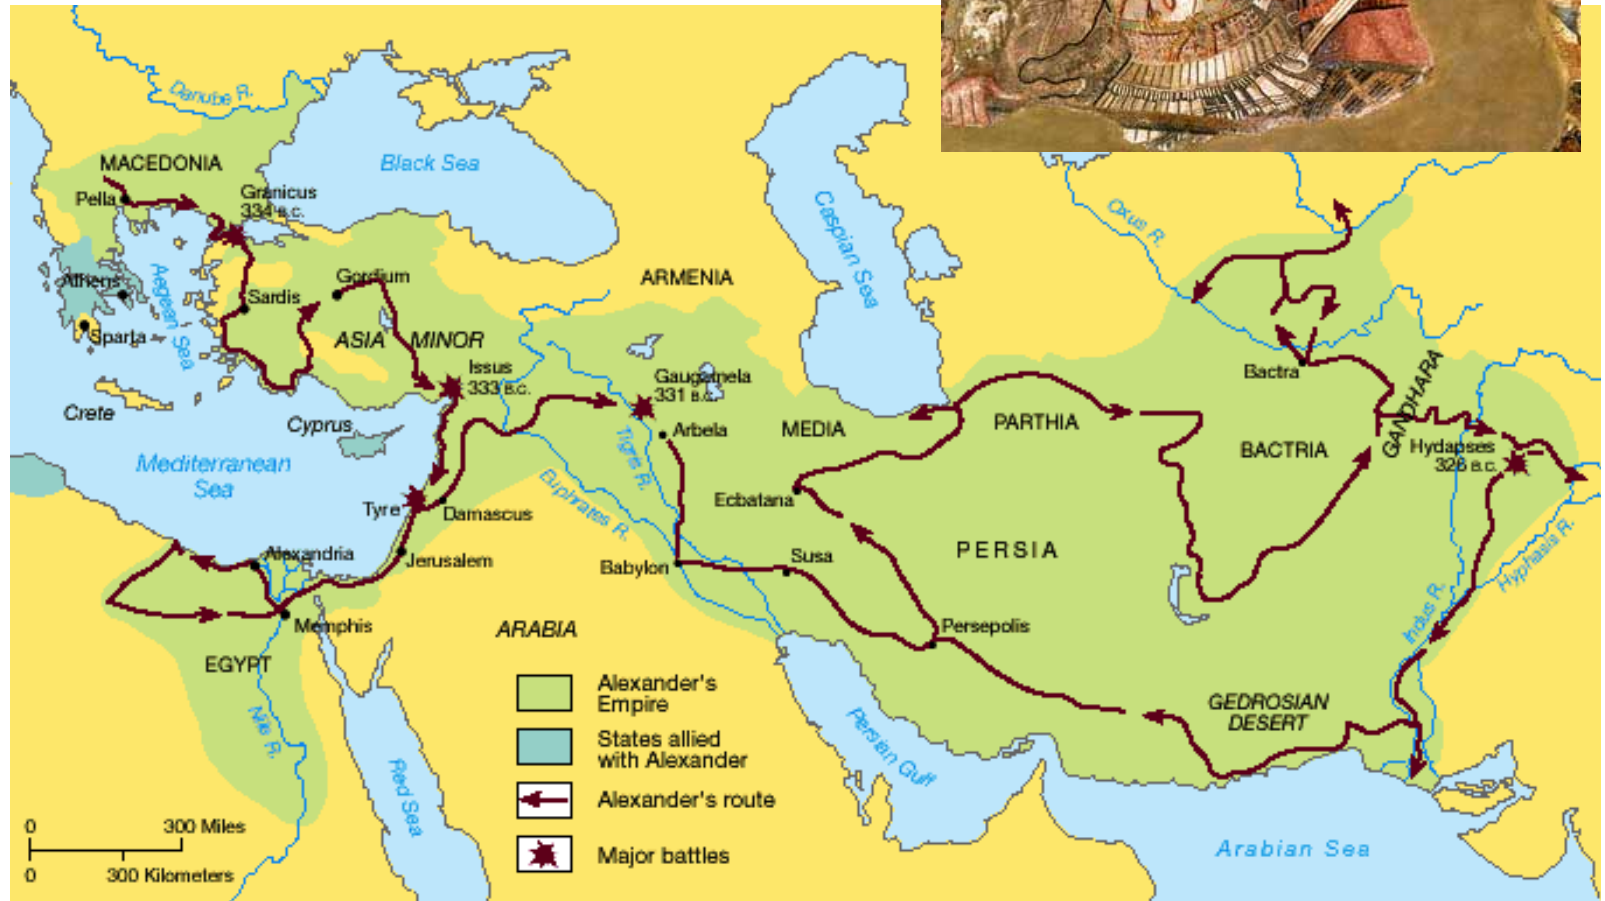 Danube R.
MACEDONIA
Pella
Granicus
334 B.C.
Black Sea
Caspian Sea
Oxus R.
Athens
Aegean Sea
Sardis
Gordium
ARMENIA
Sparta
ASIA MINOR
Issus
333 B.C.
Gaugamela
331 B.C.
Bactra
GANDHARA
Crete
Cyprus
Arbela
MEDIA
PARTHIA
BACTRIA
Hydapses
326 B.C.
Mediterranean
Sea
Tigris R.
Euphrates R.
Ecbatana
Tyre
Damascus
Alexandria
Jerusalem
Babylon
Susa
PERSIA
Hyphasis R.
Indus R.
Memphis
ARABIA
Persepolis
EGYPT
Nile R.
Red Sea
Persian Gulf
GEDROSIAN
DESERT
Alexander's
Empire
States allied
with Alexander
Alexander's route
Major battles
0 300 Miles
0 300 Kilometers
Arabian Sea